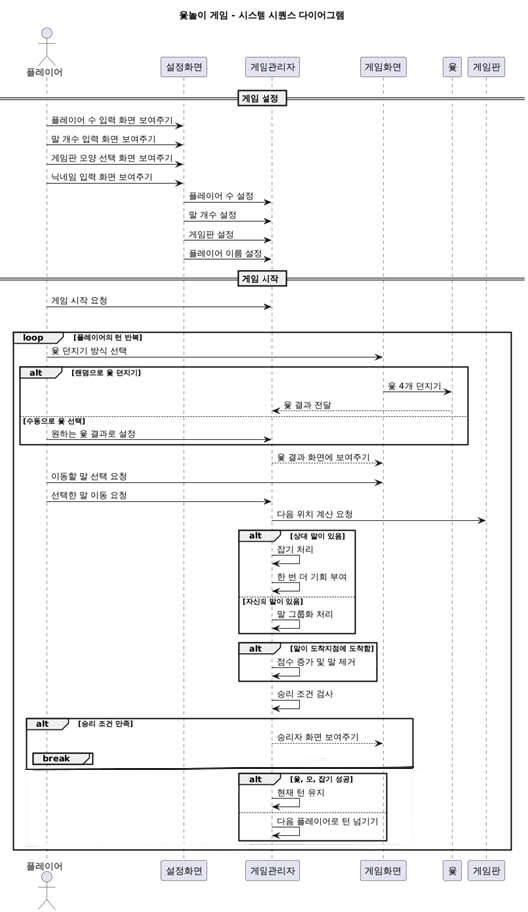 윷놀이 게임 - 시스템 시퀀스 다이어그램
플레이어 설정화면 게임관리자 게임화면 윷 게임판
게임 설정
플레이어 수 입력 화면 보여주기
말 개수 입력 화면 보여주기
게임판 모양 선택 화면 보여주기
닉네임 입력 화면 보여주기
플레이어 수 설정
말 개수 설정
게임판 설정
플레이어 이름 설정
게임 시작
게임 시작 요청
loop [플레이어의 턴 반복]
윷 던지기 방식 선택
alt [랜덤으로 윷 던지기]
윷 4개 던지기
윷 결과 전달
[수동으로 윷 선택]
원하는 윷 결과로 설정
윷 결과 화면에 보여주기
이동할 말 선택 요청
선택한 말 이동 요청
다음 위치 계산 요청
alt [상대 말이 있음]
잡기 처리
한 번 더 기회 부여
[자신의 말이 있음]
말 그룹화 처리
alt [말이 도착지점에 도착함]
점수 증가 및 말 제거
승리 조건 검사
alt [승리 조건 만족]
승리자 화면 보여주기
break
alt [윷, 모, 잡기 성공]
현재 턴 유지
다음 플레이어로 턴 넘기기
플레이어 설정화면 게임관리자 게임화면 윷 게임판